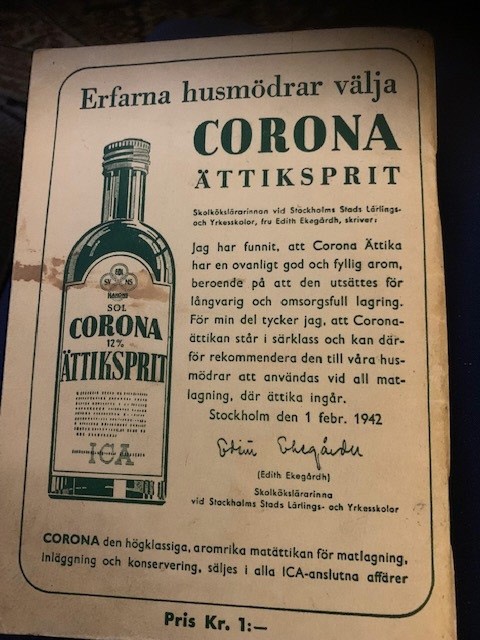 Erfarna husmödrar välja
CORONA
ÄTTIKSPRIT
Skolkökslärarinnan vid Stockholms Stads Lärlings-
och Yrkesskolor, fru Edith Ekegårdh, skriver:
Jag har funnit, att Corona Ättika
har en ovanligt god och fyllig arom,
beroende på att den utsättes för
långvarig och omsorgsfull lagring.
För min del tycker jag, att Corona-
ättikan står i särklass och kan där-
för rekommendera den till våra hus-
mödrar att användas vid all mat-
lagning, där ättika ingår.
Stockholm den 1 febr. 1942
Edith Ekegårdh
(Edith Ekegårdh)
Skolkökslärarinna
vid Stockholms Stads Lärlings- och Yrkesskolor
ICA
SV
NS
SOL
CORONA
12%
ÄTTIKSPRIT
ICA
CORONA den högklassiga, aromrika matättikan för matlagning,
inläggning och konservering, säljes i alla ICA-anslutna affärer
Pris Kr. 1:—